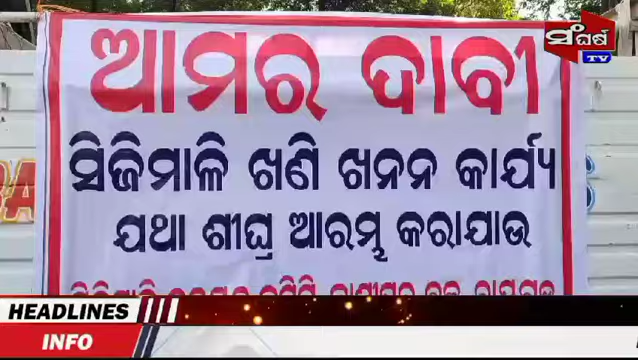 ସଂଘର୍ଷ
TV
ଆମର ଦାବୀ
ସିଜିମାଳି ଖଣି ଖନନ କାର୍ଯ୍ୟ
ଯଥା ଶୀଘ୍ର ଆରମ୍ଭ କରାଯାଉ
HEADLINES
INFO